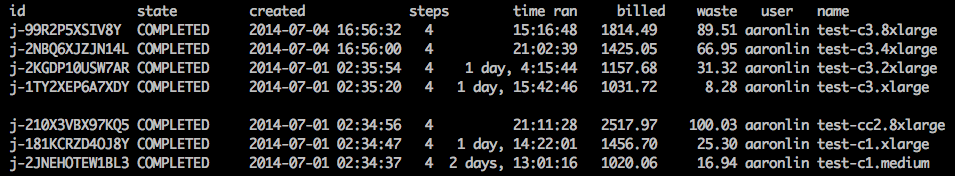 id state created steps time ran billed waste user name
j-99R2P5XSIV8Y COMPLETED 2014-07-04 16:56:32 4 15:16:48 1814.49 89.51 aaronlin test-c3.8xlarge
j-2NBQ6XJZJN14L COMPLETED 2014-07-04 16:56:00 4 21:02:39 1425.05 66.95 aaronlin test-c3.4xlarge
j-2KGDP10USW7AR COMPLETED 2014-07-01 02:35:54 4 1 day, 4:15:44 1157.68 31.32 aaronlin test-c3.2xlarge
j-1TY2XEP6A7XDY COMPLETED 2014-07-01 02:35:20 4 1 day, 15:42:46 1031.72 8.28 aaronlin test-c3.xlarge
j-210X3VBX97KQ5 COMPLETED 2014-07-01 02:34:56 4 21:11:28 2517.97 100.03 aaronlin test-cc2.8xlarge
j-181KCRZD4OJ8Y COMPLETED 2014-07-01 02:34:47 4 1 day, 14:22:01 1456.70 25.30 aaronlin test-c1.xlarge
j-2JNEHOTEW1BL3 COMPLETED 2014-07-01 02:34:37 4 2 days, 13:01:16 1020.06 16.94 aaronlin test-c1.medium